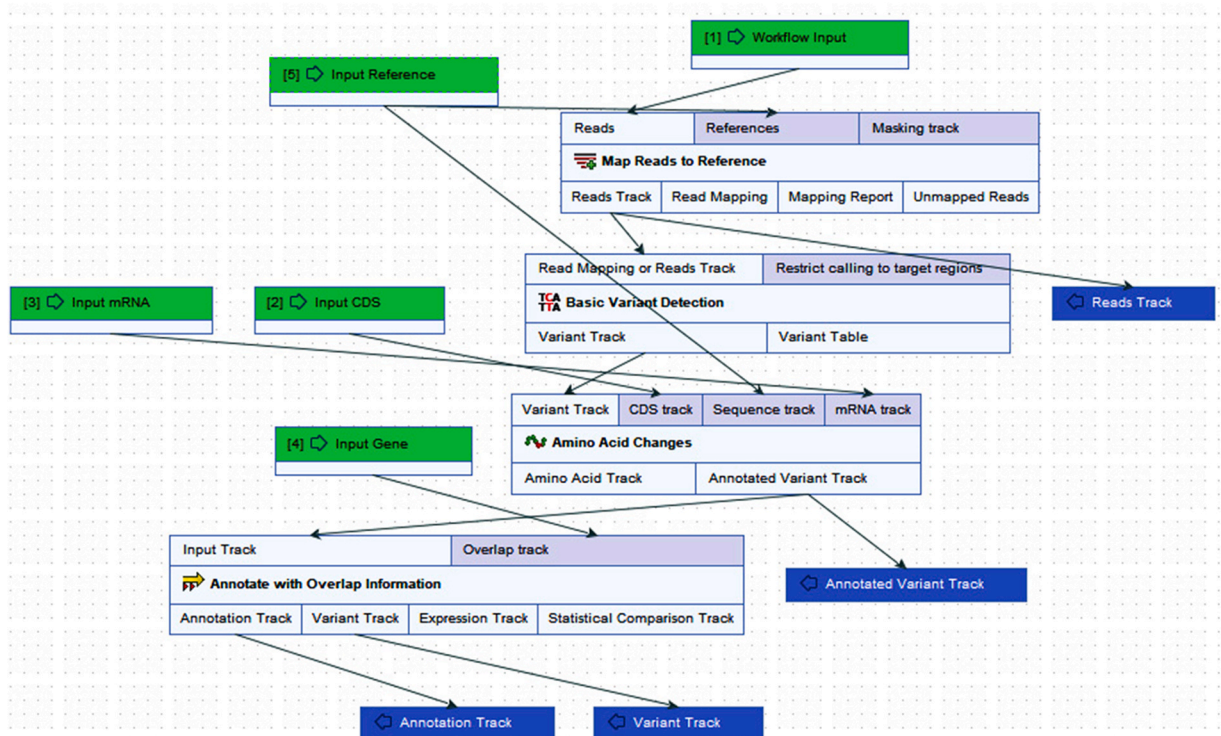 [1] Workflow Input
[5] Input Reference
Reads References Masking track
Map Reads to Reference
Reads Track Read Mapping Mapping Report Unmapped Reads
Read Mapping or Reads Track Restrict calling to target regions
[3] Input mRNA [2] Input CDS TCA TTA Basic Variant Detection Reads Track
Variant Track Variant Table
Variant Track CDS track Sequence track mRNA track
[4] Input Gene Amino Acid Changes
Amino Acid Track Annotated Variant Track
Input Track Overlap track
Annotate with Overlap Information Annotated Variant Track
Annotation Track Variant Track Expression Track Statistical Comparison Track
Annotation Track Variant Track